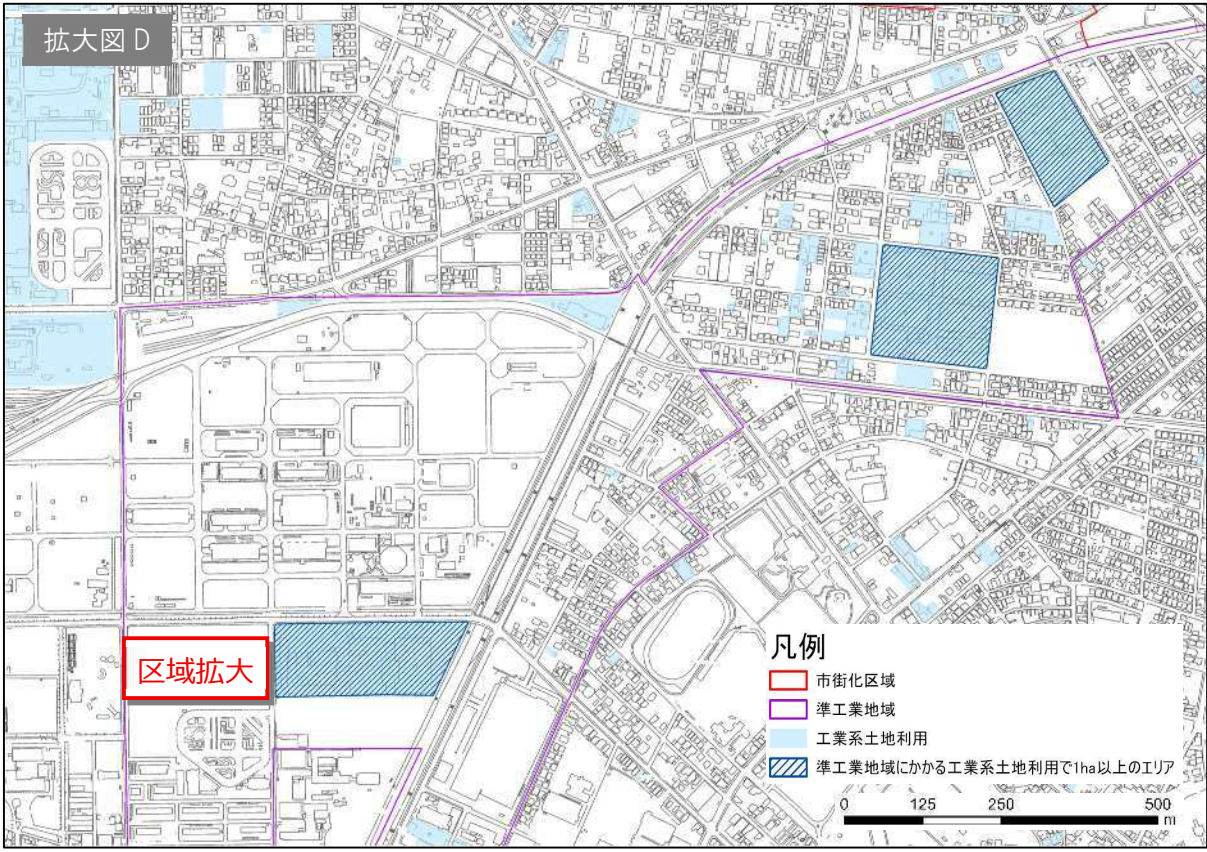 拡大図 D
区域拡大
凡例
市街化区域
準工業地域
工業系土地利用
準工業地域にかかる工業系土地利用で1ha以上のエリア
0 125 250 500
m